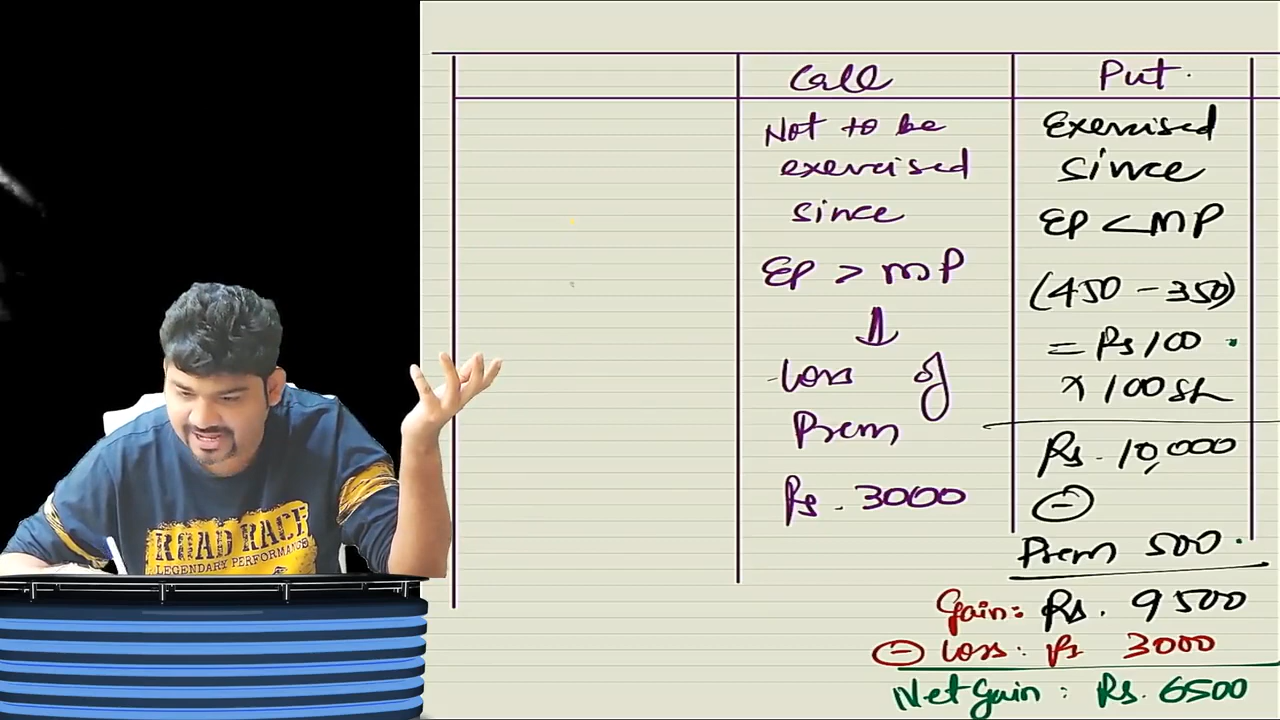 Call
Not to be
exercised
since
EP > MP
↓
Loss of
Prem
Rs. 3000
Put.
Exercised
since
EP < MP
(450 - 350)
= Rs 100
x 100 sh
Rs. 10,000
-
Prem 500.
Gain: Rs. 9500
- Loss: Rs 3000
Net Gain: Rs. 6500
ROAD RACE
LEGENDARY PERFORMANCE